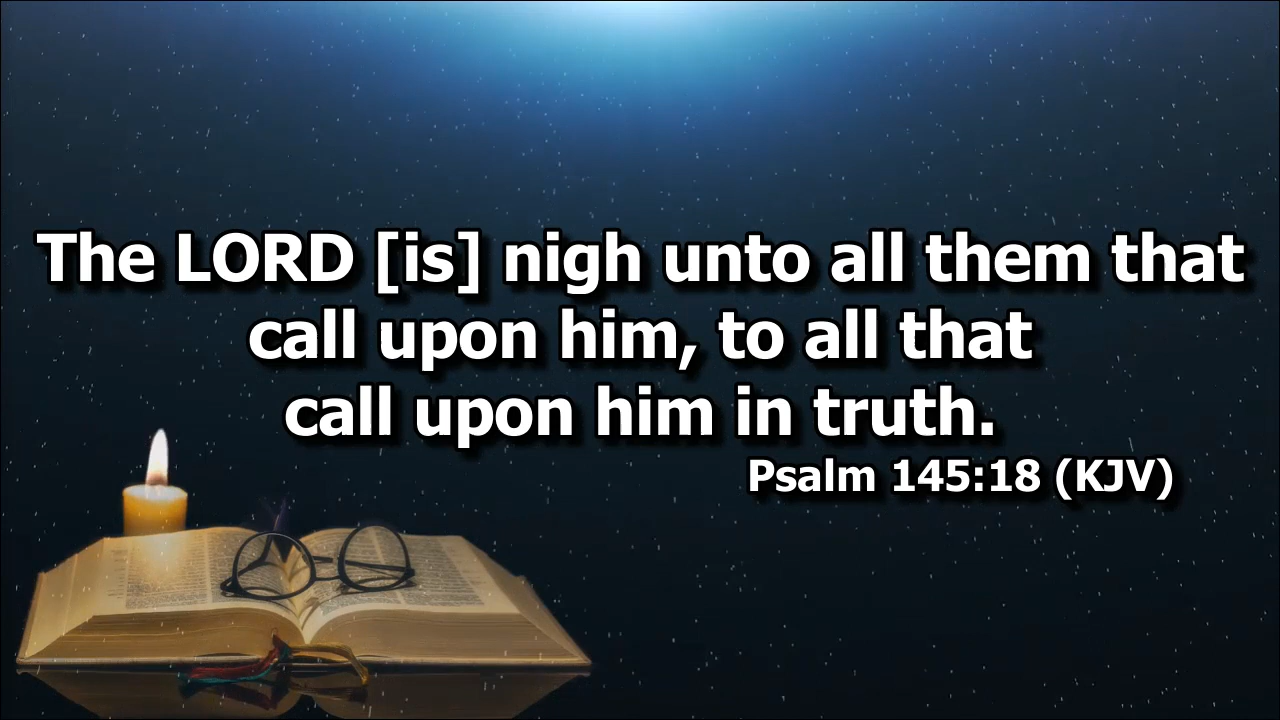 The LORD [is] nigh unto all them that
call upon him, to all that
call upon him in truth.
Psalm 145:18 (KJV)